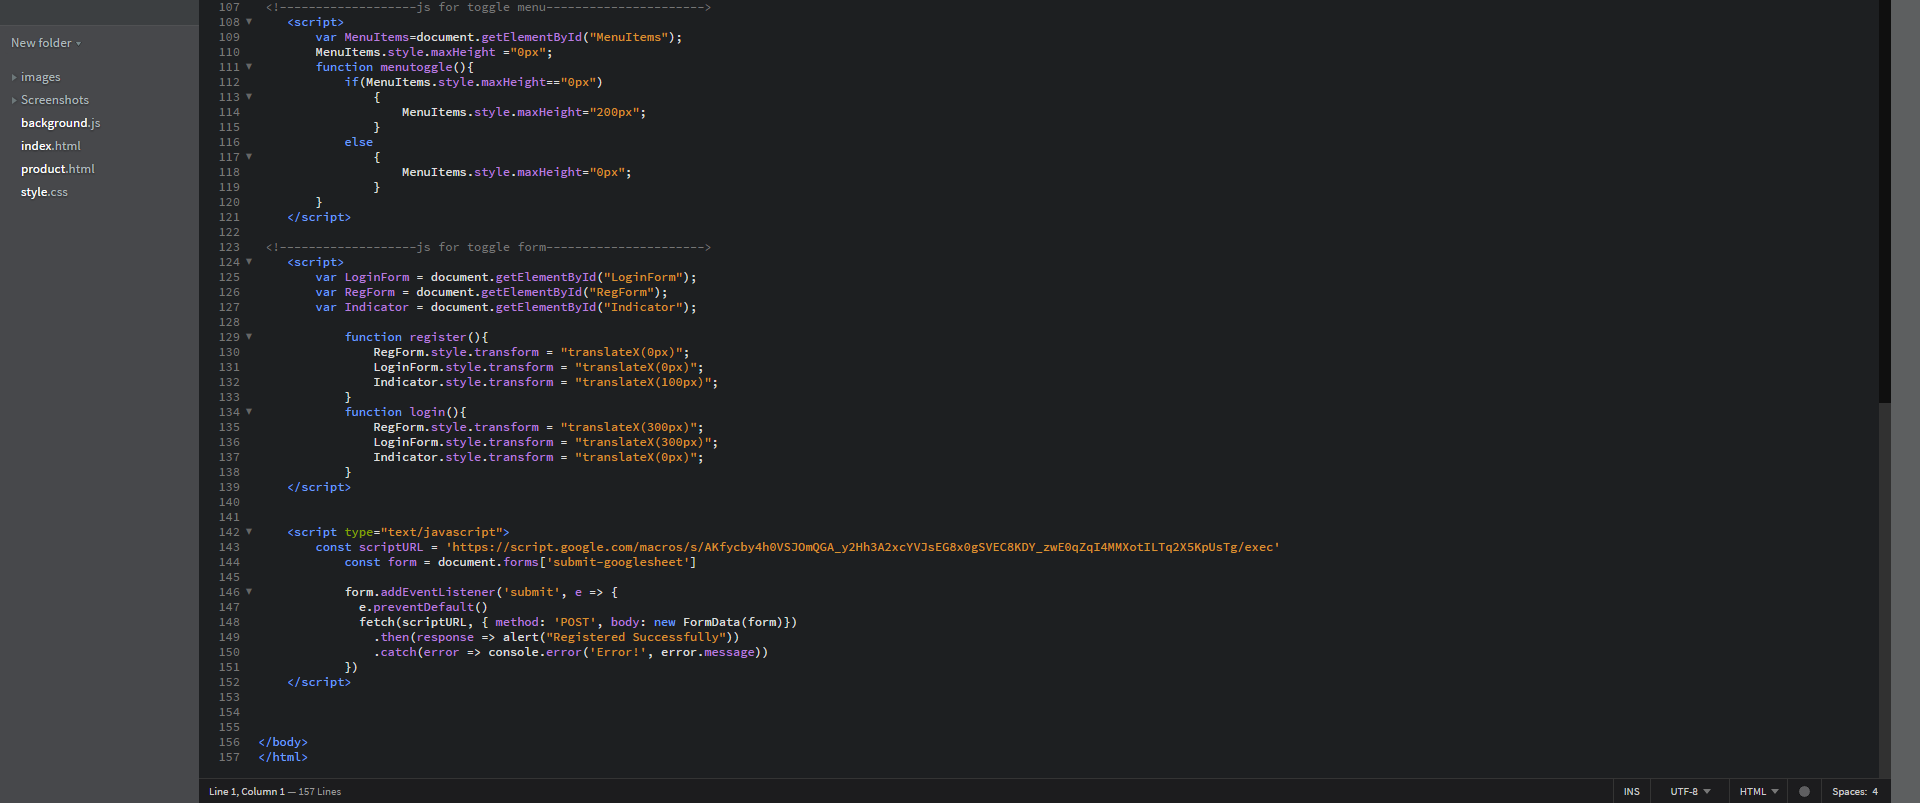 New folder
images
Screenshots
background.js
index.html
product.html
style.css
107 <!-------------------js for toggle menu---------------------->
108 <script>
109 var MenuItems=document.getElementById("MenuItems");
110 MenuItems.style.maxHeight ="0px";
111 function menutoggle(){
112 if(MenuItems.style.maxHeight=="0px")
113 {
114 MenuItems.style.maxHeight="200px";
115 }
116 else
117 {
118 MenuItems.style.maxHeight="0px";
119 }
120 }
121 </script>
122
123 <!-------------------js for toggle form---------------------->
124 <script>
125 var LoginForm = document.getElementById("LoginForm");
126 var RegForm = document.getElementById("RegForm");
127 var Indicator = document.getElementById("Indicator");
128
129 function register(){
130 RegForm.style.transform = "translateX(0px)";
131 LoginForm.style.transform = "translateX(0px)";
132 Indicator.style.transform = "translateX(100px)";
133 }
134 function login(){
135 RegForm.style.transform = "translateX(300px)";
136 LoginForm.style.transform = "translateX(300px)";
137 Indicator.style.transform = "translateX(0px)";
138 }
139 </script>
140
141
142 <script type="text/javascript">
143 const scriptURL = 'https://script.google.com/macros/s/AKfycby4h0VSJOmQGA_y2Hh3A2xcYVJsEG8x0gSVEC8KDY_zwE0qZqI4MMXotILTq2X5KpUsTg/exec'
144 const form = document.forms['submit-googlesheet']
145
146 form.addEventListener('submit', e => {
147 e.preventDefault()
148 fetch(scriptURL, { method: 'POST', body: new FormData(form)})
149 .then(response => alert("Registered Successfully"))
150 .catch(error => console.error('Error!', error.message))
151 })
152 </script>
153
154
155
156 </body>
157 </html>
Line 1, Column 1 — 157 Lines
INS
UTF-8
HTML
Spaces: 4